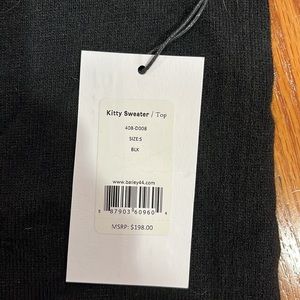 Kitty Sweater / Top
408-D008
SIZE:S
BLK
www.bailey44.com
8 87903 60960 4
MSRP: $198.00